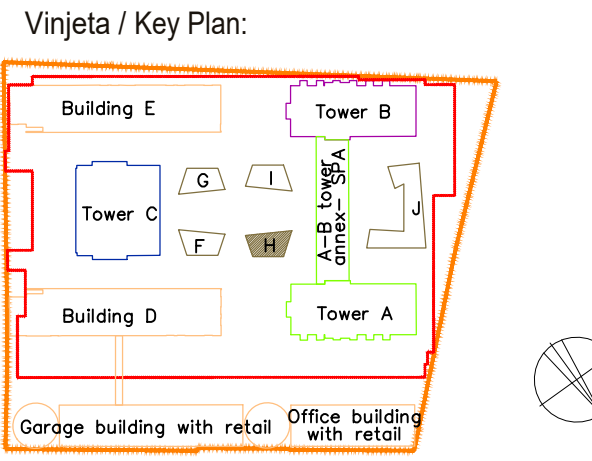 Vinjeta / Key Plan:
Building E
Tower B
G
I
A-B tower
annex- SPA
J
Tower C
F
H
Building D
Tower A
Garage building with retail
Office building
with retail